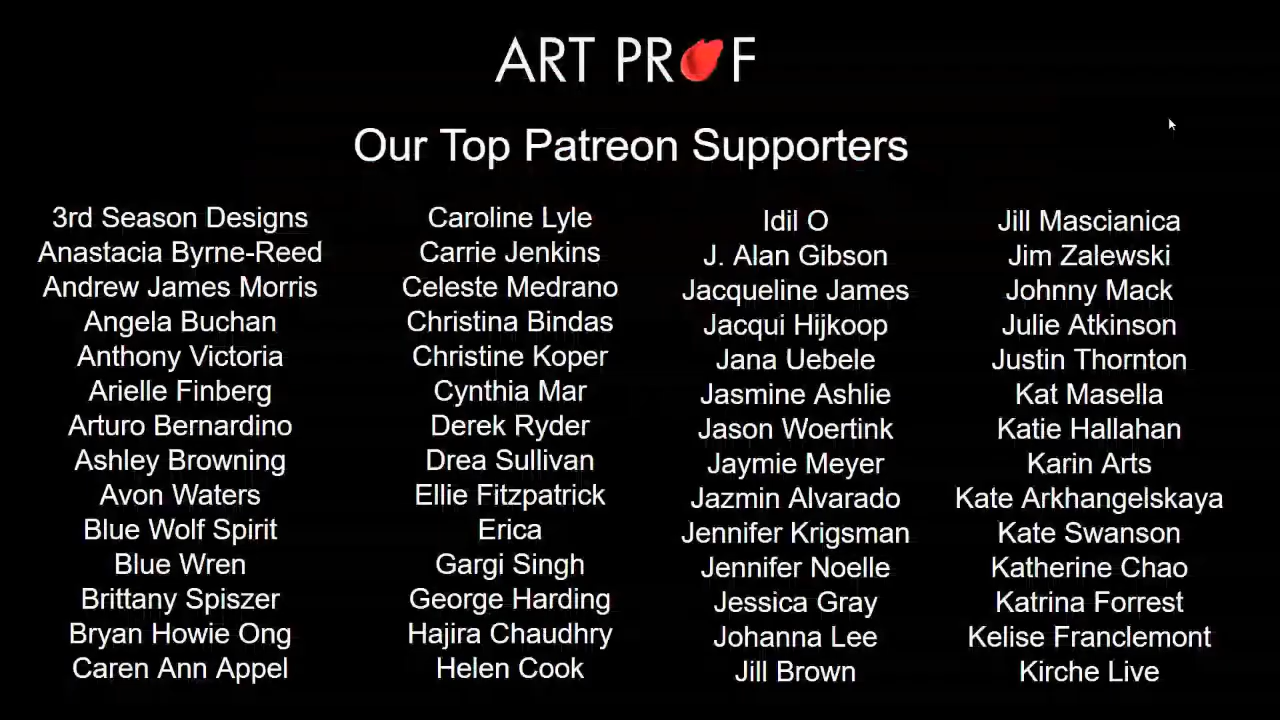 ART PROF
Our Top Patreon Supporters
3rd Season Designs
Anastacia Byrne-Reed
Andrew James Morris
Angela Buchan
Anthony Victoria
Arielle Finberg
Arturo Bernardino
Ashley Browning
Avon Waters
Blue Wolf Spirit
Blue Wren
Brittany Spiszer
Bryan Howie Ong
Caren Ann Appel
Caroline Lyle
Carrie Jenkins
Celeste Medrano
Christina Bindas
Christine Koper
Cynthia Mar
Derek Ryder
Drea Sullivan
Ellie Fitzpatrick
Erica
Gargi Singh
George Harding
Hajira Chaudhry
Helen Cook
Idil O
J. Alan Gibson
Jacqueline James
Jacqui Hijkoop
Jana Uebele
Jasmine Ashlie
Jason Woertink
Jaymie Meyer
Jazmin Alvarado
Jennifer Krigsman
Jennifer Noelle
Jessica Gray
Johanna Lee
Jill Brown
Jill Mascianica
Jim Zalewski
Johnny Mack
Julie Atkinson
Justin Thornton
Kat Masella
Katie Hallahan
Karin Arts
Kate Arkhangelskaya
Kate Swanson
Katherine Chao
Katrina Forrest
Kelise Franclemont
Kirche Live